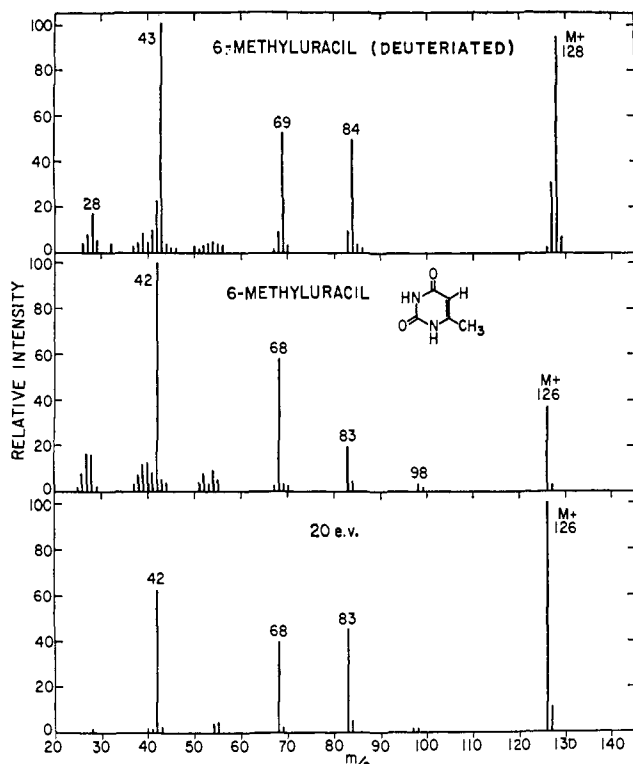 RELATIVE INTENSITY
100
80
60
40
20
0
6-METHYLURACIL (DEUTERIATED)
43
28
69
84
M+
128
100
80
60
40
20
0
6-METHYLURACIL
O
HN
H
O
N
H
CH3
42
68
83
98
M+
126
100
80
60
40
20
0
20 e.v.
42
68
83
M+
126
20 30 40 50 60 70 80 90 100 110 120 130 140